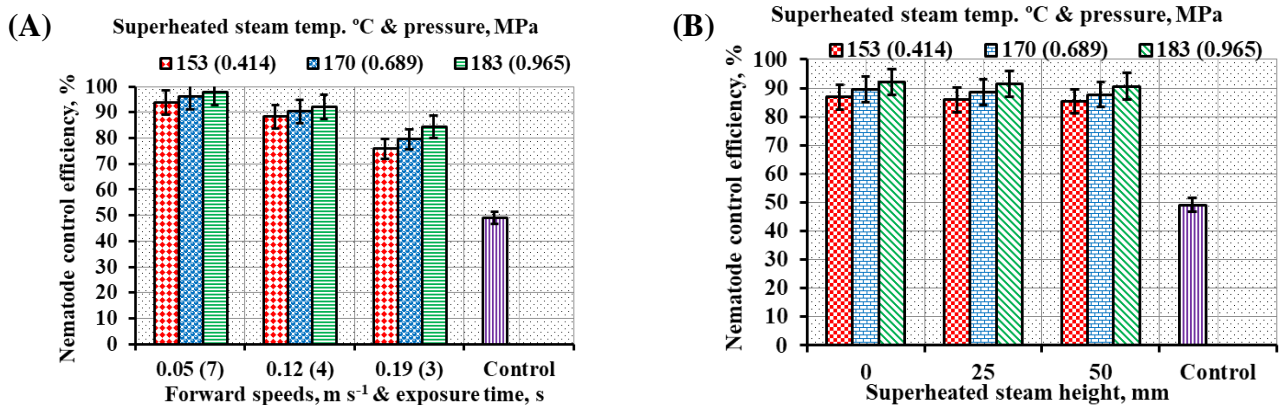 (A)
Superheated steam temp. ºC & pressure, MPa
153 (0.414) 170 (0.689) 183 (0.965)
Nematode control efficiency, %
100
90
80
70
60
50
40
30
20
10
0
0.05 (7) 0.12 (4) 0.19 (3) Control
Forward speeds, m s⁻¹ & exposure time, s
(B)
Superheated steam temp. ºC & pressure, MPa
153 (0.414) 170 (0.689) 183 (0.965)
Nematode control efficiency, %
100
90
80
70
60
50
40
30
20
10
0
0 25 50 Control
Superheated steam height, mm